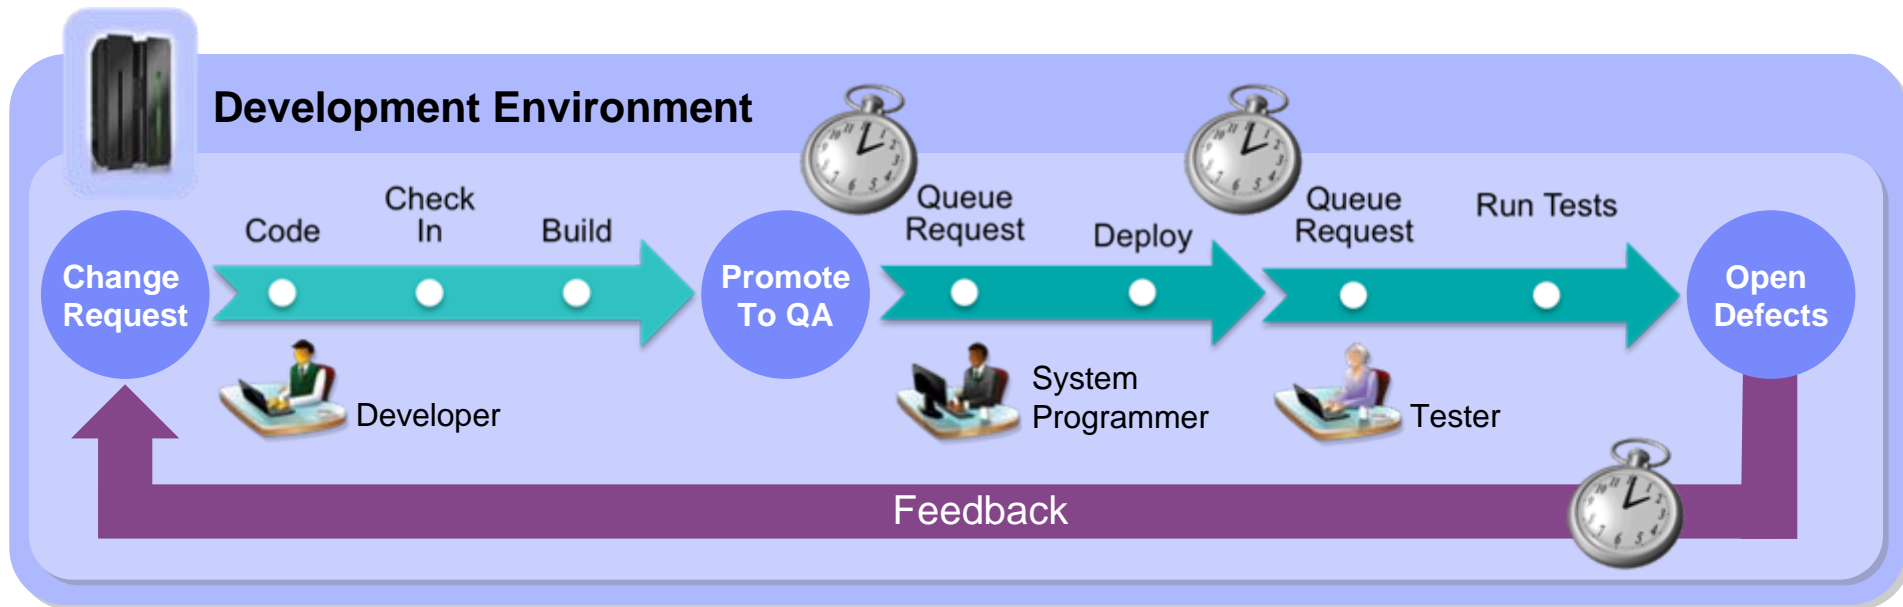 Development Environment
Change
Request
Code
Check
In
Build
Promote
To QA
Queue
Request
Deploy
Queue
Request
Run Tests
Open
Defects
Developer
System
Programmer
Tester
Feedback